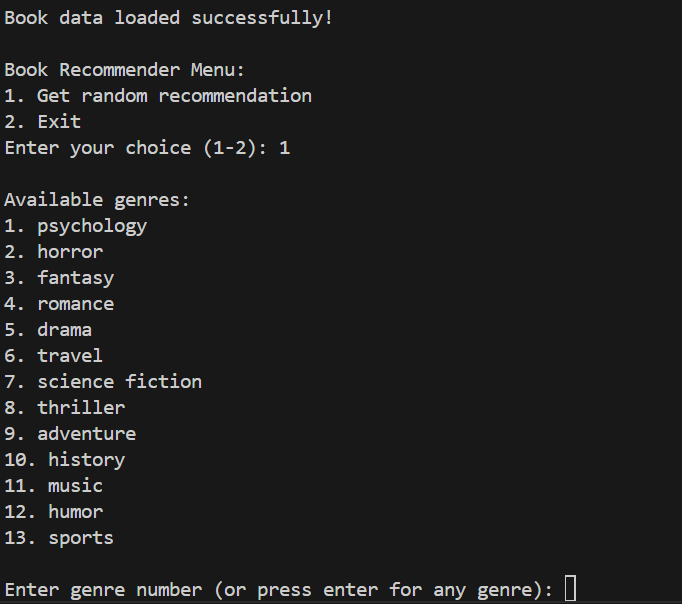 Book data loaded successfully!
Book Recommender Menu:
1. Get random recommendation
2. Exit
Enter your choice (1-2): 1
Available genres:
1. psychology
2. horror
3. fantasy
4. romance
5. drama
6. travel
7. science fiction
8. thriller
9. adventure
10. history
11. music
12. humor
13. sports
Enter genre number (or press enter for any genre):